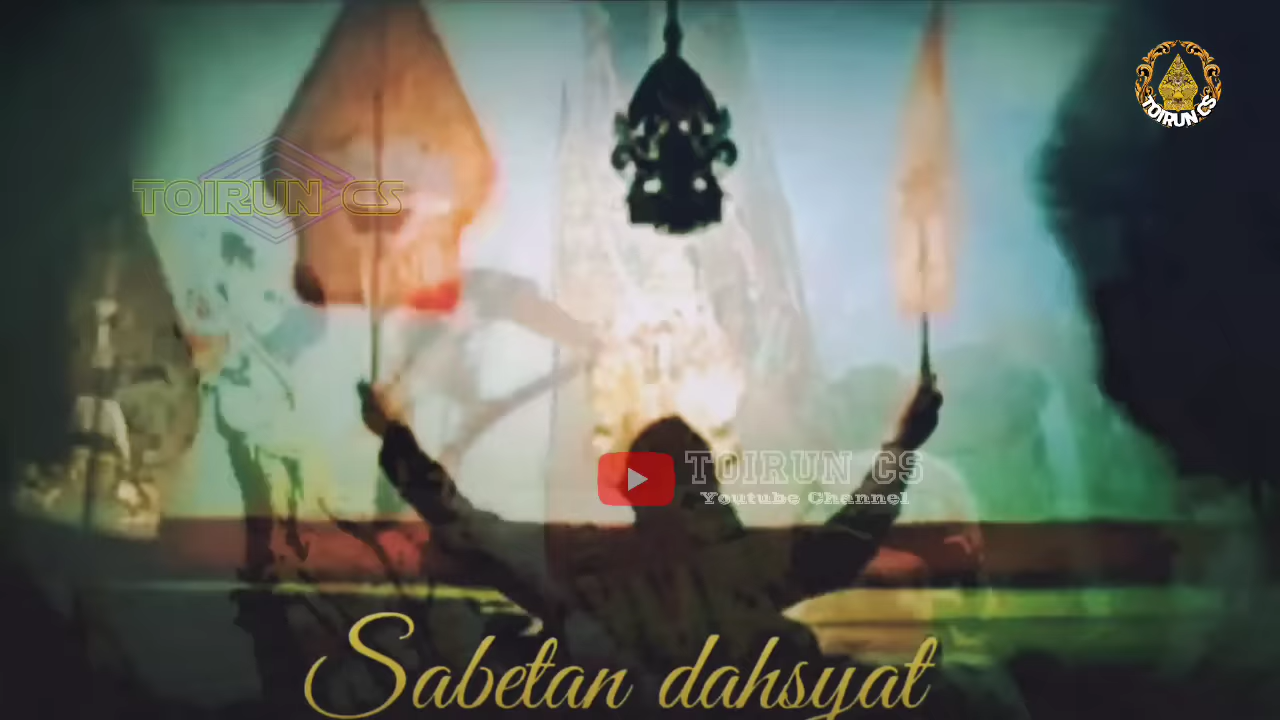 TOIRUN.CS
TOIRUN CS
TOIRUN CS
Youtube Channel
Sabetan dahsyat